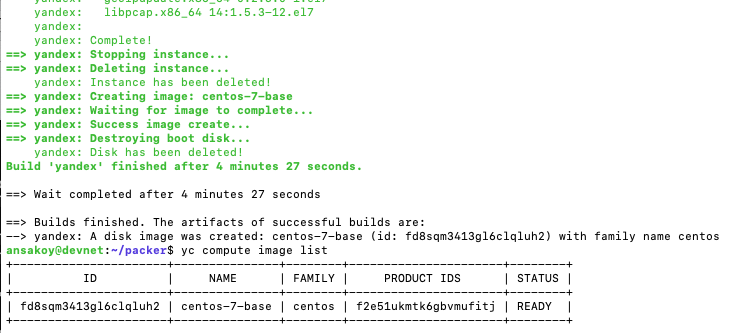 yandex:   libpcap.x86_64 14:1.5.3-12.el7
yandex:
yandex: Complete!
==> yandex: Stopping instance...
==> yandex: Deleting instance...
yandex: Instance has been deleted!
==> yandex: Creating image: centos-7-base
==> yandex: Waiting for image to complete...
==> yandex: Success image create...
==> yandex: Destroying boot disk...
yandex: Disk has been deleted!
Build 'yandex' finished after 4 minutes 27 seconds.

==> Wait completed after 4 minutes 27 seconds

==> Builds finished. The artifacts of successful builds are:
--> yandex: A disk image was created: centos-7-base (id: fd8sqm3413gl6clqluh2) with family name centos
ansakoy@devnet:~/packer$ yc compute image list
+----------------------+---------------+--------+----------------------+--------+
|          ID          |     NAME      | FAMILY |     PRODUCT IDS      | STATUS |
+----------------------+---------------+--------+----------------------+--------+
| fd8sqm3413gl6clqluh2 | centos-7-base | centos | f2e51ukmtk6gbvmufitj | READY  |
+----------------------+---------------+--------+----------------------+--------+